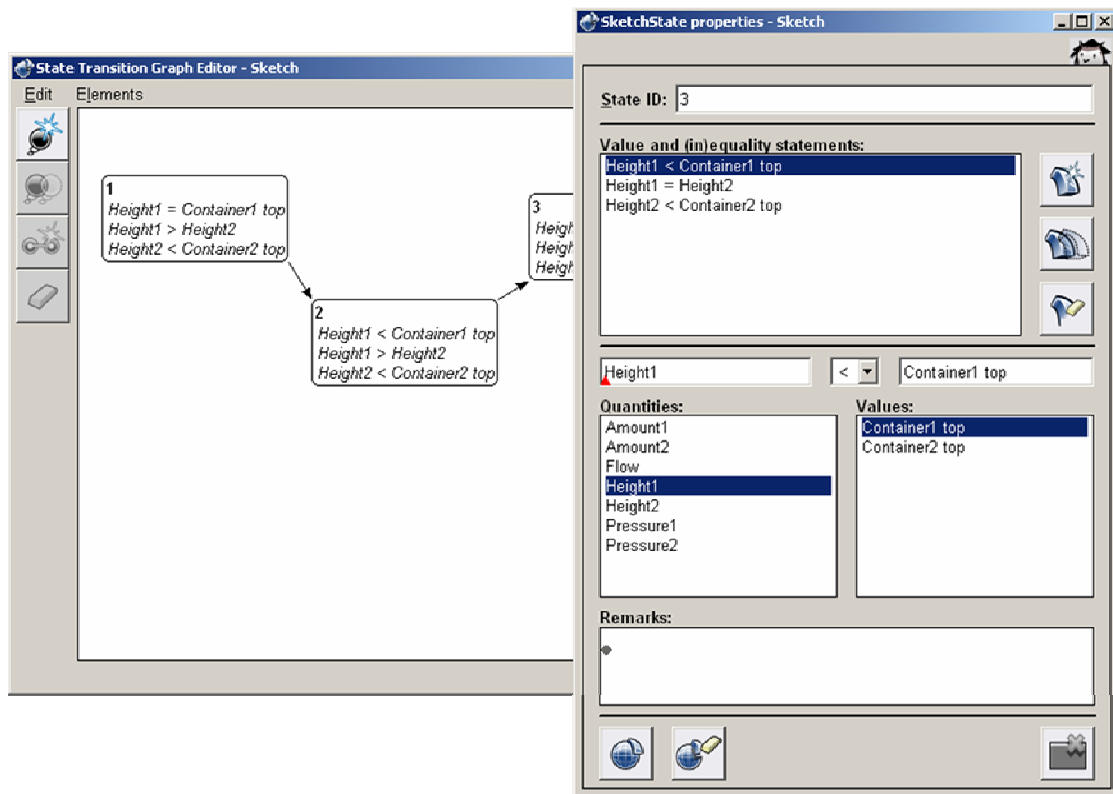 State Transition Graph Editor - Sketch
Edit Elements
1
Height1 = Container1 top
Height1 > Height2
Height2 < Container2 top
2
Height1 < Container1 top
Height1 > Height2
Height2 < Container2 top
3
SketchState properties - Sketch
State ID: 3
Value and (in)equality statements:
Height1 < Container1 top
Height1 = Height2
Height2 < Container2 top
Height1 < Container1 top
Quantities:
Amount1
Amount2
Flow
Height1
Height2
Pressure1
Pressure2
Values:
Container1 top
Container2 top
Remarks: